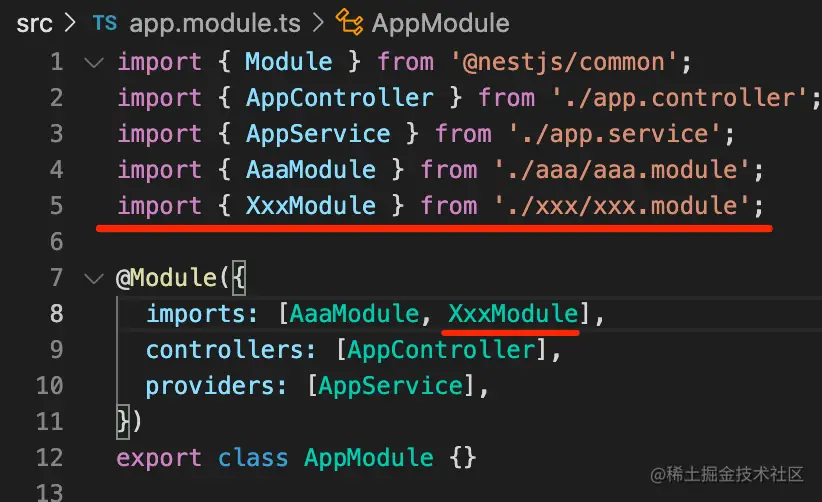 src > TS app.module.ts > AppModule
1 import { Module } from '@nestjs/common';
2 import { AppController } from './app.controller';
3 import { AppService } from './app.service';
4 import { AaaModule } from './aaa/aaa.module';
5 import { XxxModule } from './xxx/xxx.module';
6
7 @Module({
8 imports: [AaaModule, XxxModule],
9 controllers: [AppController],
10 providers: [AppService],
11 })
12 export class AppModule {}
13
@稀土掘金技术社区